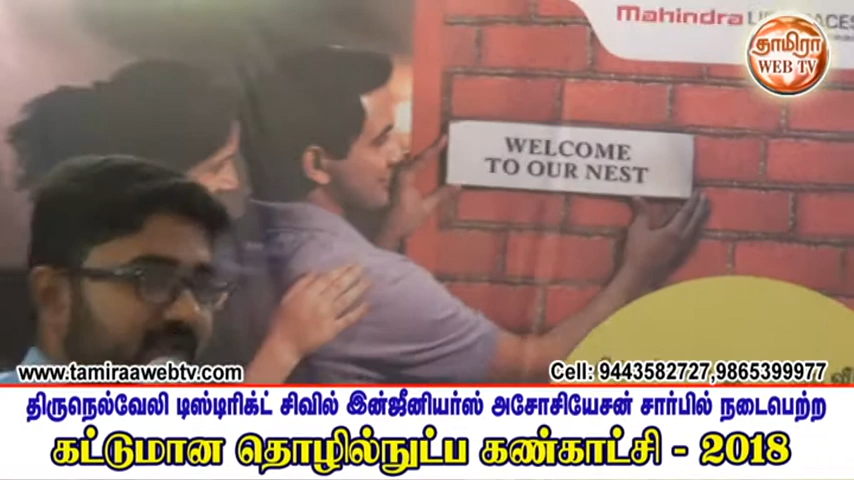 Mahindra
தாமிரா
WEB TV
WELCOME
TO OUR NEST
www.tamiraawebtv.com
Cell: 9443582727,9865399977
திருநெல்வேலி டிஸ்டிரிக்ட் சிவில் இன்ஜீனியர்ஸ் அசோசியேசன் சார்பில் நடைபெற்ற
கட்டுமான தொழில்நுட்ப கண்காட்சி - 2018